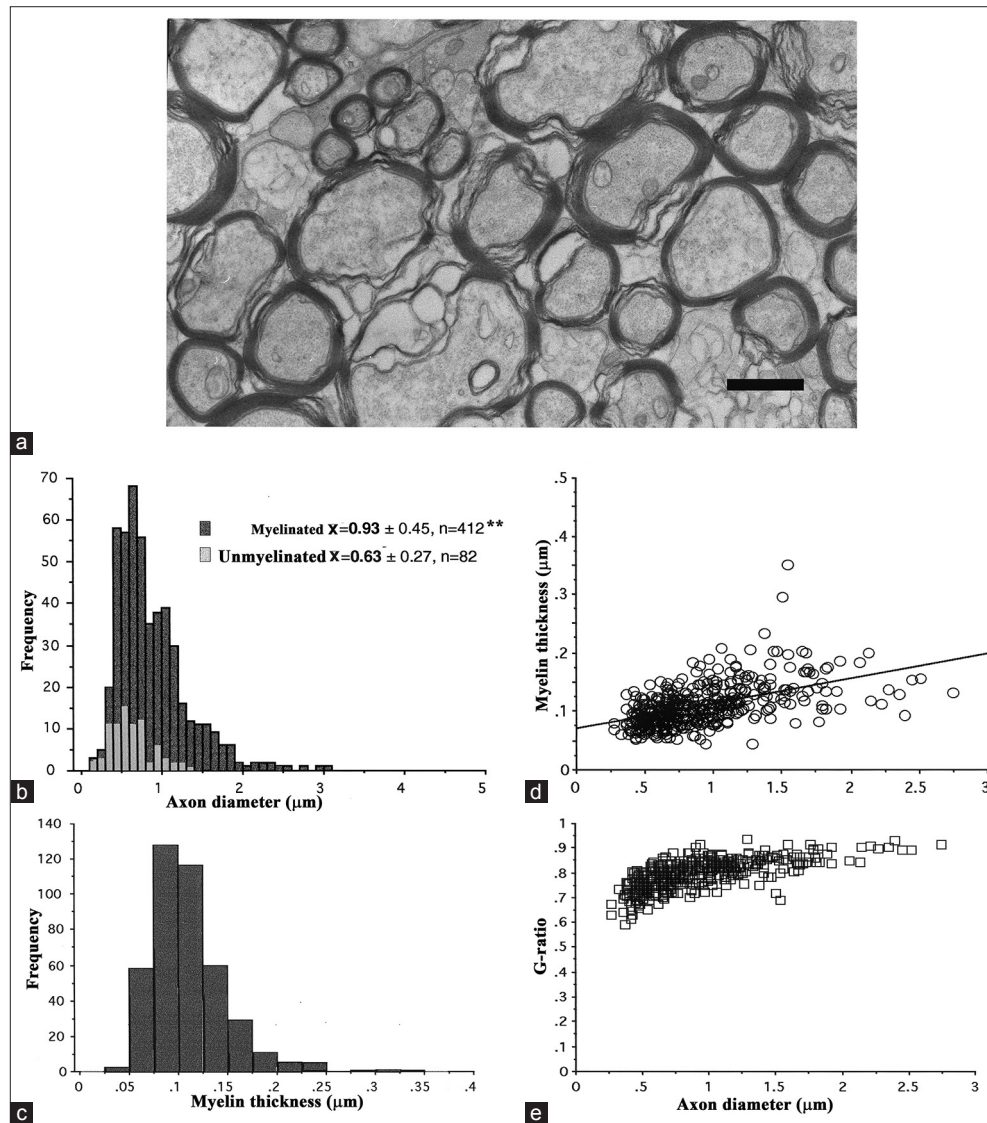 a
70
60
50
40
30
20
10
0
Frequency
Myelinated x=0.93 ± 0.45, n=412**
Unmyelinated x=0.63 ± 0.27, n=82
0 1 2 3 4 5
Axon diameter (μm)
b
.5
.4
.3
.2
.1
0
Myelin thickness (μm)
0 .5 1 1.5 2 2.5 3
d
140
120
100
80
60
40
20
0
Frequency
0 .05 .1 .15 .2 .25 .3 .35 .4
Myelin thickness (μm)
c
1
.9
.8
.7
.6
.5
.4
.3
.2
.1
0
G-ratio
0 .5 1 1.5 2 2.5 3
Axon diameter (μm)
e